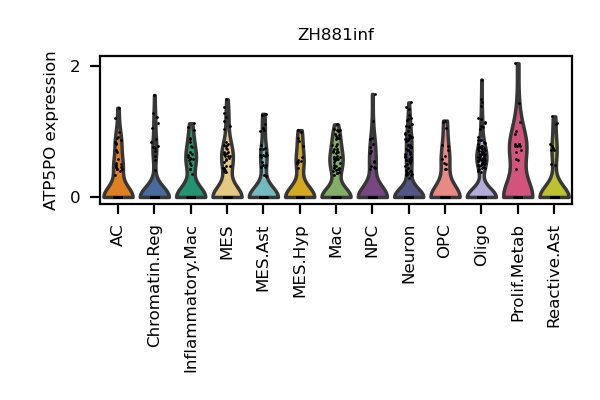 ZH881inf
ATP5PO expression
2
0
AC
Chromatin.Reg
Inflammatory.Mac
MES
MES.Ast
MES.Hyp
Mac
NPC
Neuron
OPC
Oligo
Prolif.Metab
Reactive.Ast